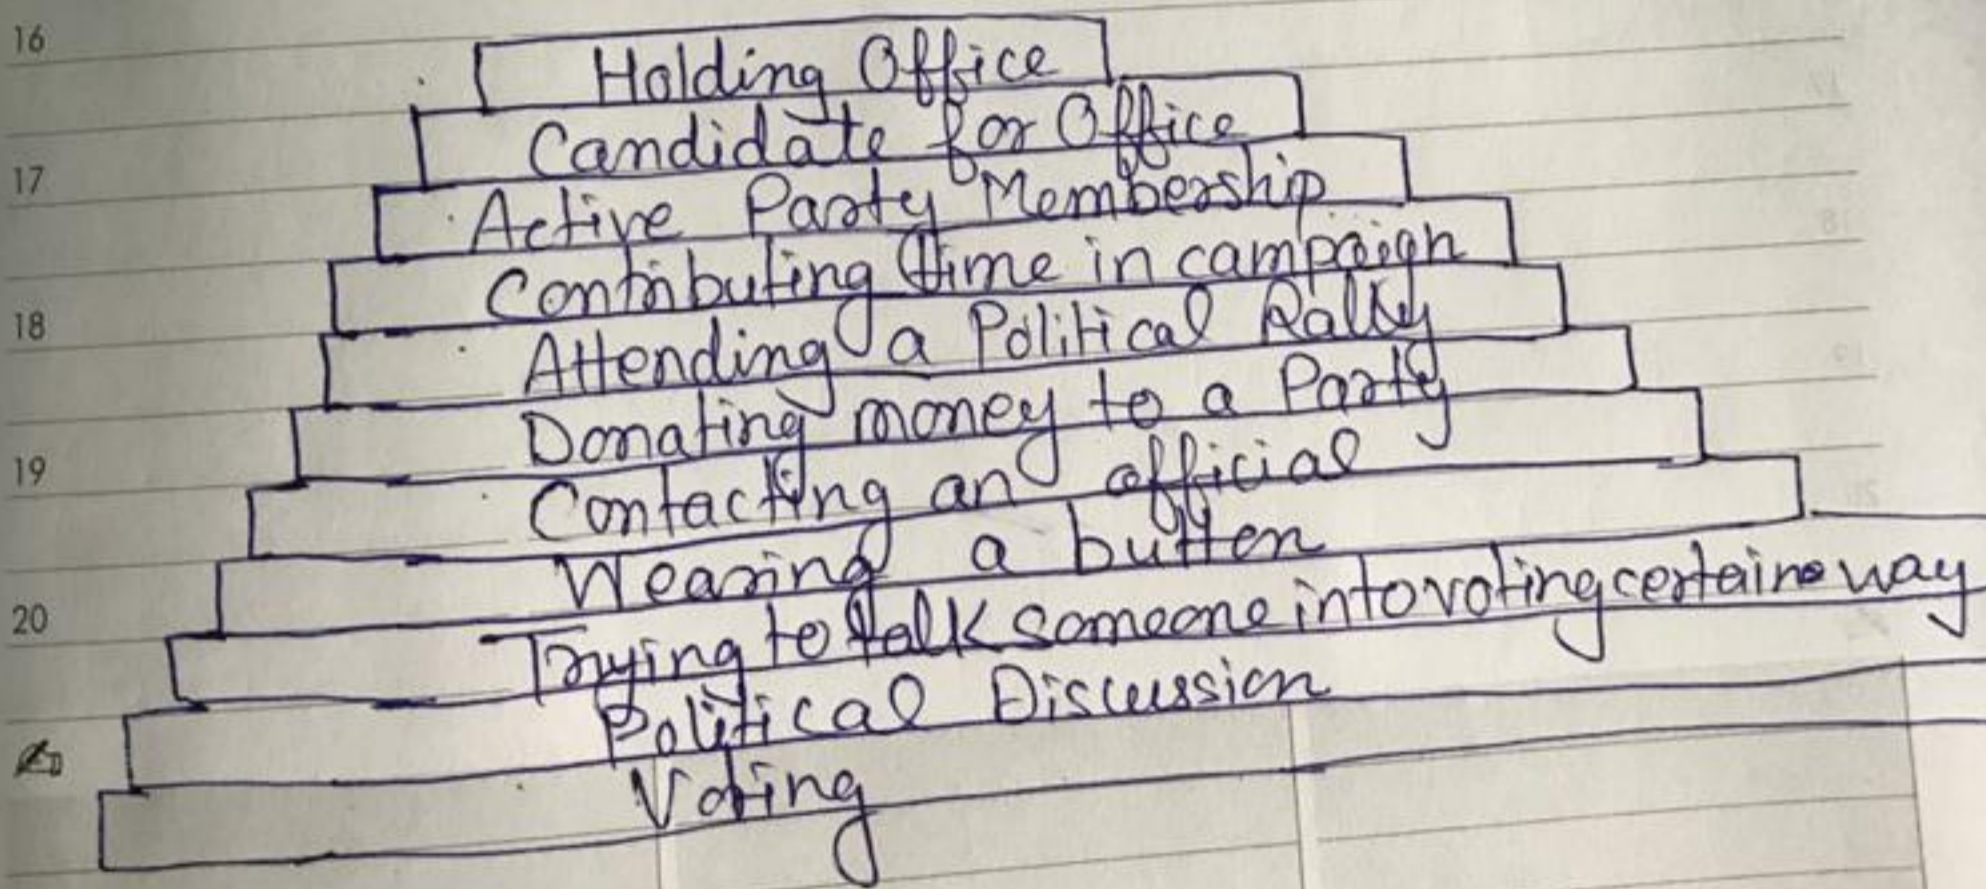 16
Holding Office
Candidate for Office
17
Active Party Membership
Contributing time in campaign
18
Attending a Political Rally
Donating money to a Party
19
Contacting an official
Wearing a button
20
Trying to talk someone into voting certaine way
Political Discussion
Voting